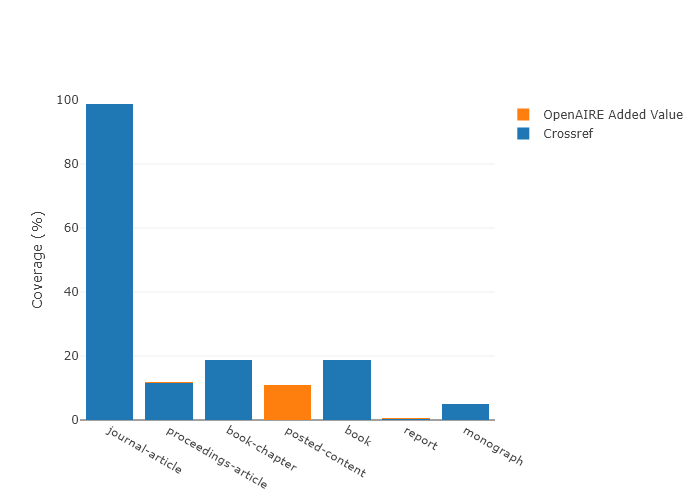 OpenAIRE Added Value
Crossref
Coverage (%)
100
80
60
40
20
0
journal-article
proceedings-article
book-chapter
posted-content
book
report
monograph